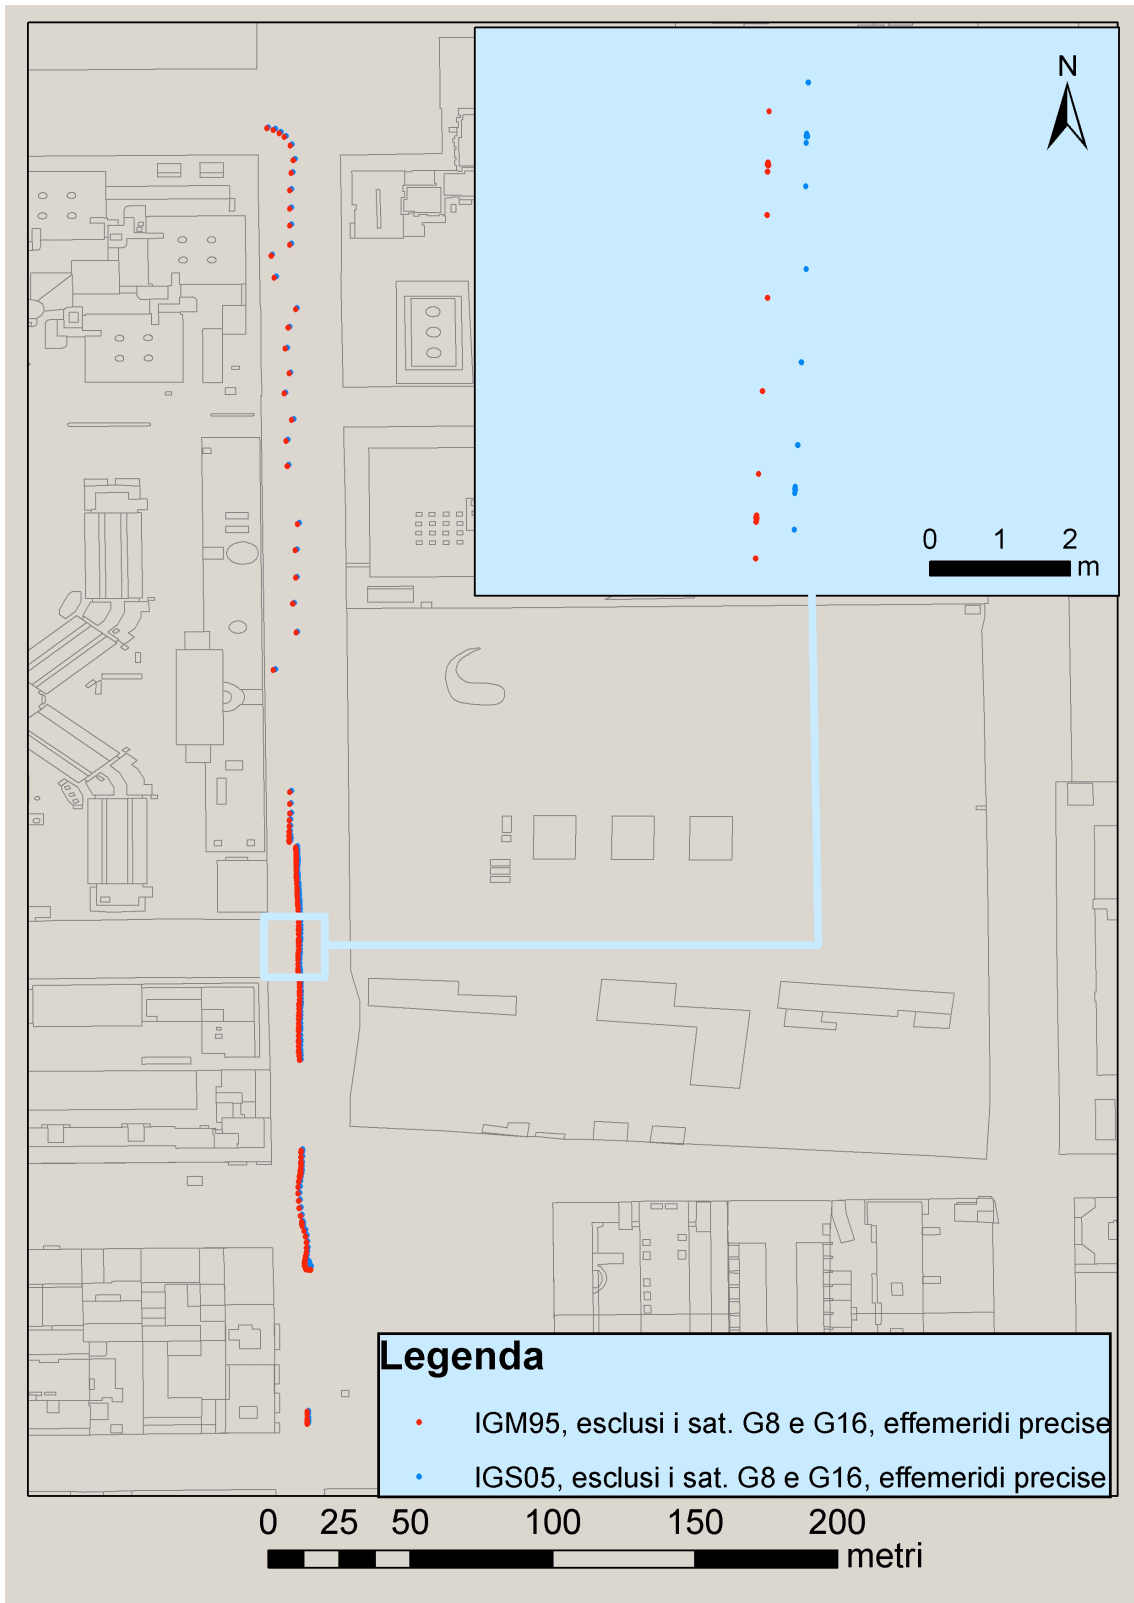 N
0 1 2
m
Legenda
IGM95, esclusi i sat. G8 e G16, effemeridi precise
IGS05, esclusi i sat. G8 e G16, effemeridi precise
0 25 50 100 150 200
metri